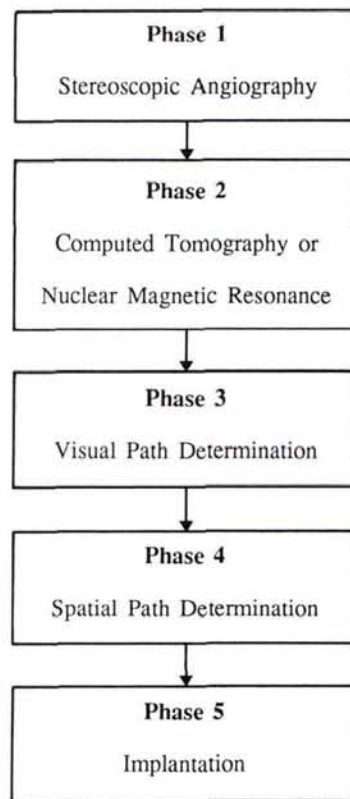 Phase 1
Stereoscopic Angiography
Phase 2
Computed Tomography or
Nuclear Magnetic Resonance
Phase 3
Visual Path Determination
Phase 4
Spatial Path Determination
Phase 5
Implantation